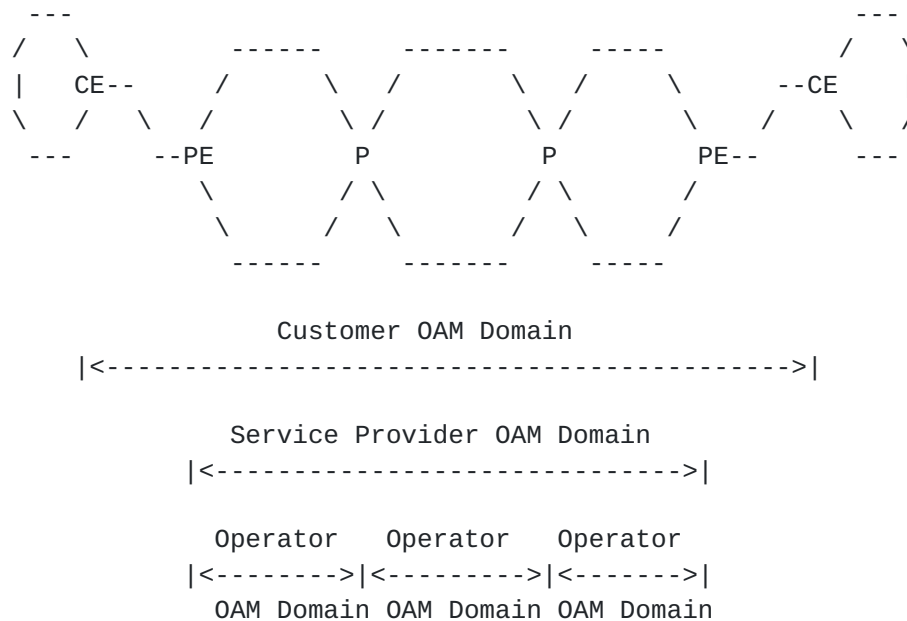 ---                                                     ---
/   \         ------     -------     -----           /   \
|   CE--     /      \   /       \   /     \       --CE
\   /   \   /        \ /         \ /       \     /    \   /
---     --PE         P           P         PE--      ---
\        / \         / \       /
\      /   \       /   \     /
------     -------     -----
Customer OAM Domain
|<-------------------------------------------->|
Service Provider OAM Domain
|<------------------------------>|
Operator   Operator   Operator
|<-------->|<--------->|<------->|
OAM Domain OAM Domain OAM Domain